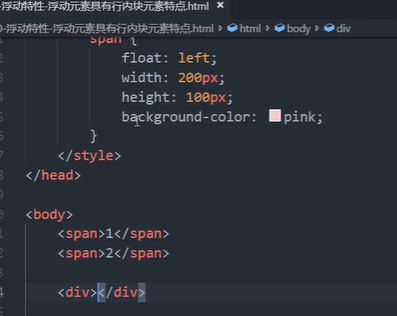 -浮动特性-浮动元素具有行内块元素特点.html ×
-浮动特性-浮动元素具有行内块元素特点.html > html > body > div
span {
float: left;
width: 200px;
height: 100px;
background-color: pink;
}
</style>
</head>
<body>
<span>1</span>
<span>2</span>
<div></div>